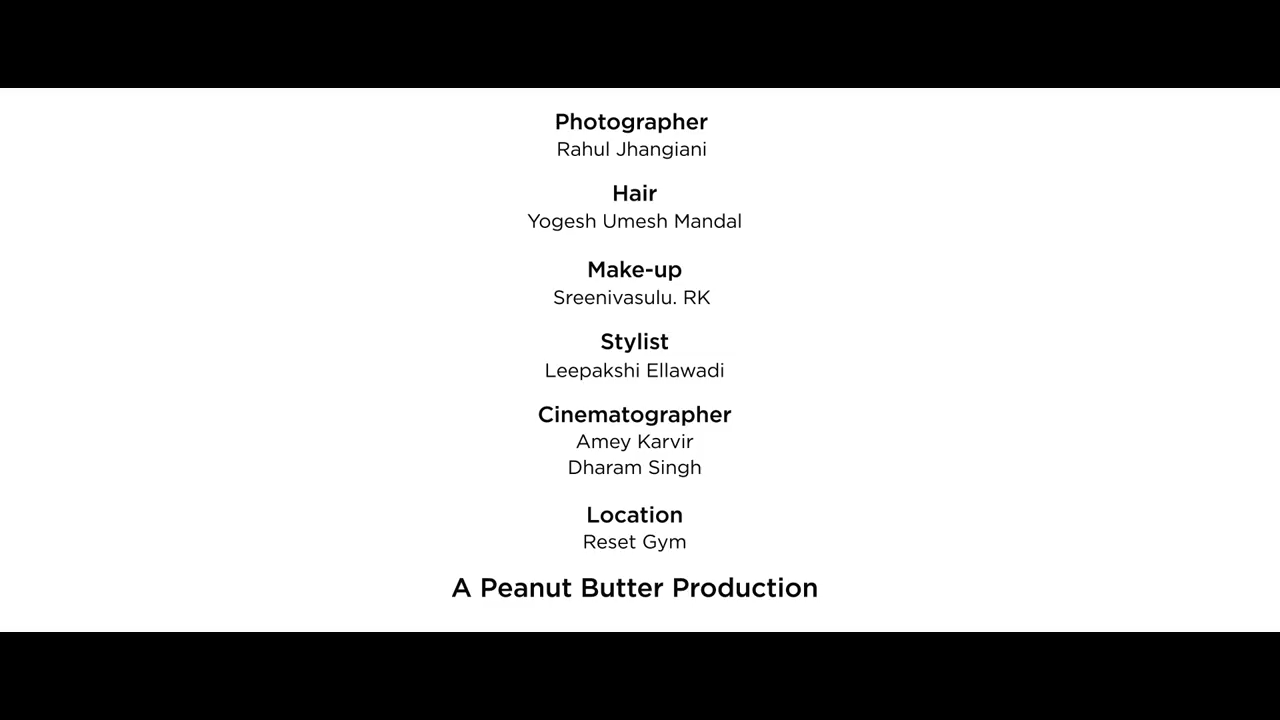 Photographer
Rahul Jhangiani
Hair
Yogesh Umesh Mandal
Make-up
Sreenivasulu. RK
Stylist
Leepakshi Ellawadi
Cinematographer
Amey Karvir
Dharam Singh
Location
Reset Gym
A Peanut Butter Production